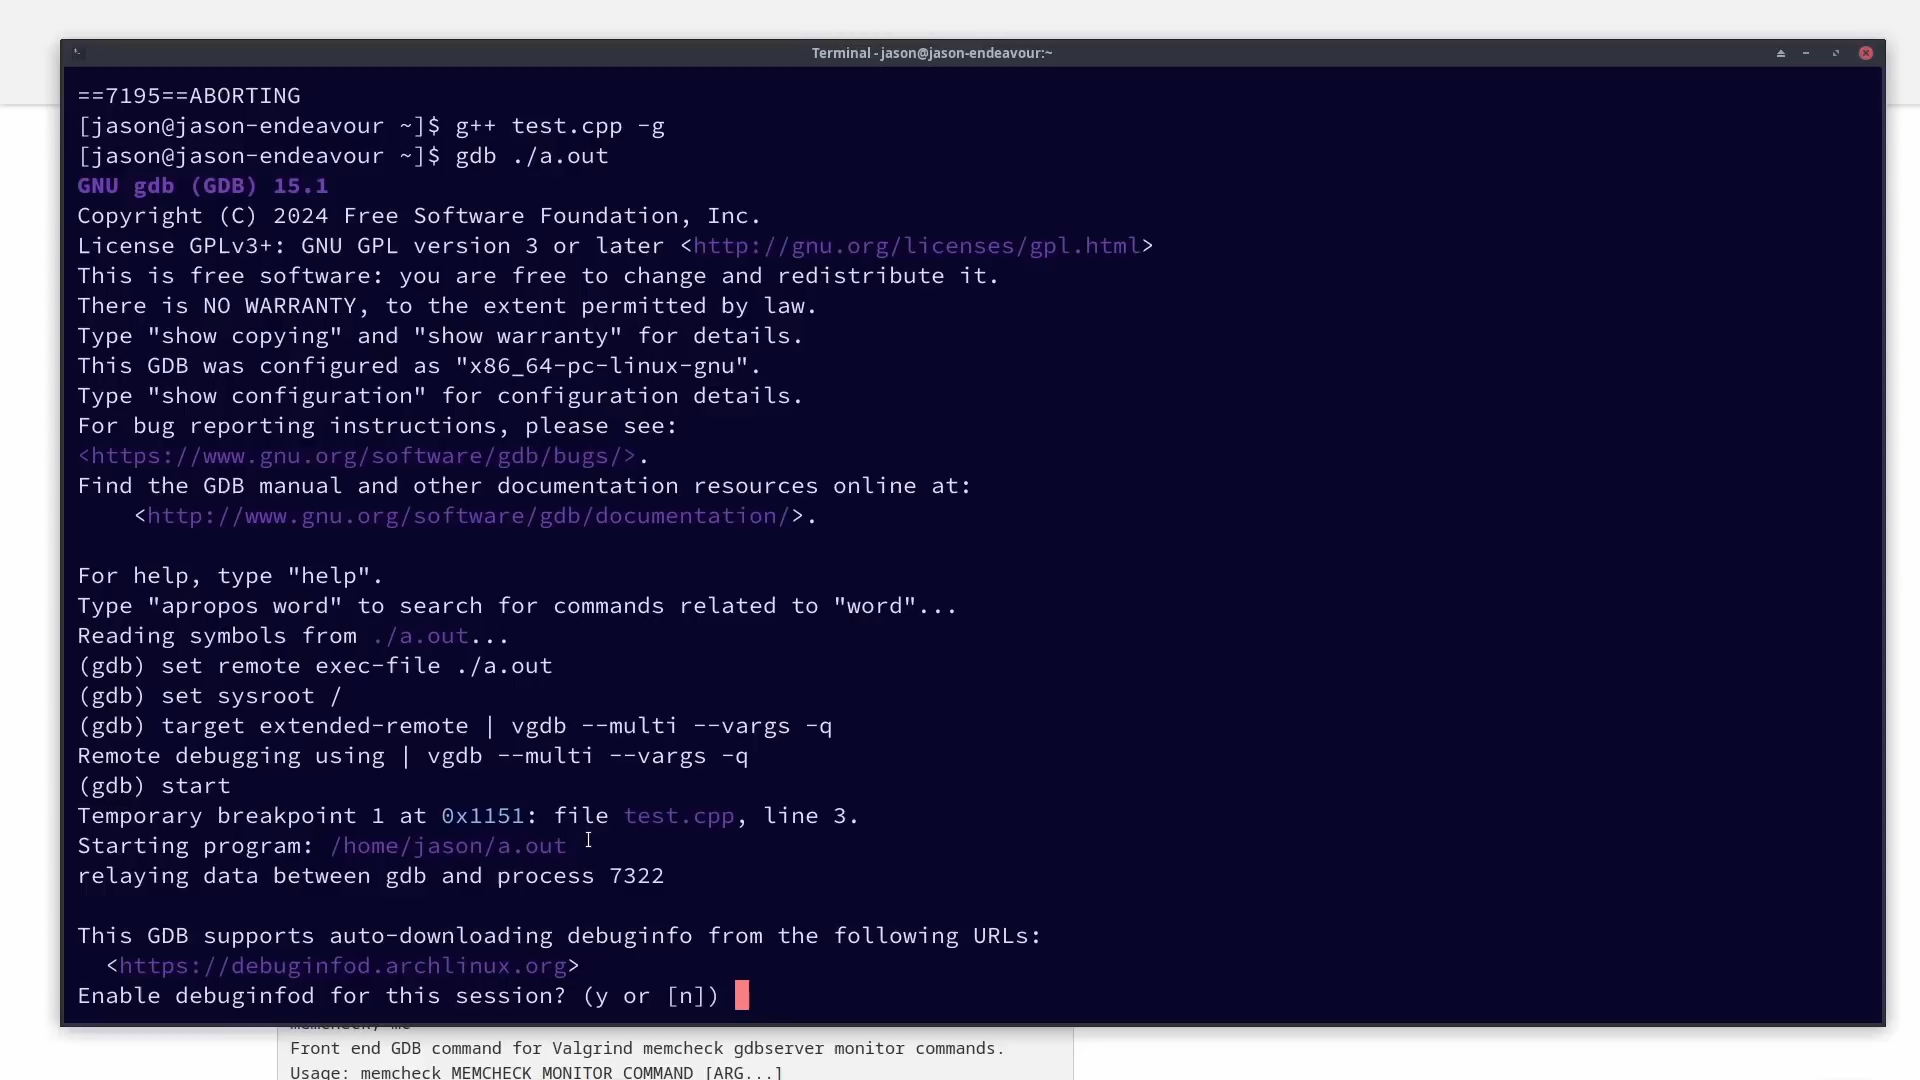 Terminal - jason@jason-endeavour:~
==7195==ABORTING
[jason@jason-endeavour ~]$ g++ test.cpp -g
[jason@jason-endeavour ~]$ gdb ./a.out
GNU gdb (GDB) 15.1
Copyright (C) 2024 Free Software Foundation, Inc.
License GPLv3+: GNU GPL version 3 or later <http://gnu.org/licenses/gpl.html>
This is free software: you are free to change and redistribute it.
There is NO WARRANTY, to the extent permitted by law.
Type "show copying" and "show warranty" for details.
This GDB was configured as "x86_64-pc-linux-gnu".
Type "show configuration" for configuration details.
For bug reporting instructions, please see:
<https://www.gnu.org/software/gdb/bugs/>.
Find the GDB manual and other documentation resources online at:
    <http://www.gnu.org/software/gdb/documentation/>.
For help, type "help".
Type "apropos word" to search for commands related to "word"...
Reading symbols from ./a.out...
(gdb) set remote exec-file ./a.out
(gdb) set sysroot /
(gdb) target extended-remote | vgdb --multi --vargs -q
Remote debugging using | vgdb --multi --vargs -q
(gdb) start
Temporary breakpoint 1 at 0x1151: file test.cpp, line 3.
Starting program: /home/jason/a.out
relaying data between gdb and process 7322
This GDB supports auto-downloading debuginfo from the following URLs:
  <https://debuginfod.archlinux.org>
Enable debuginfod for this session? (y or [n])
Front end GDB command for Valgrind memcheck gdbserver monitor commands.
Usage: memcheck MEMCHECK_MONITOR_COMMAND [ARG...]